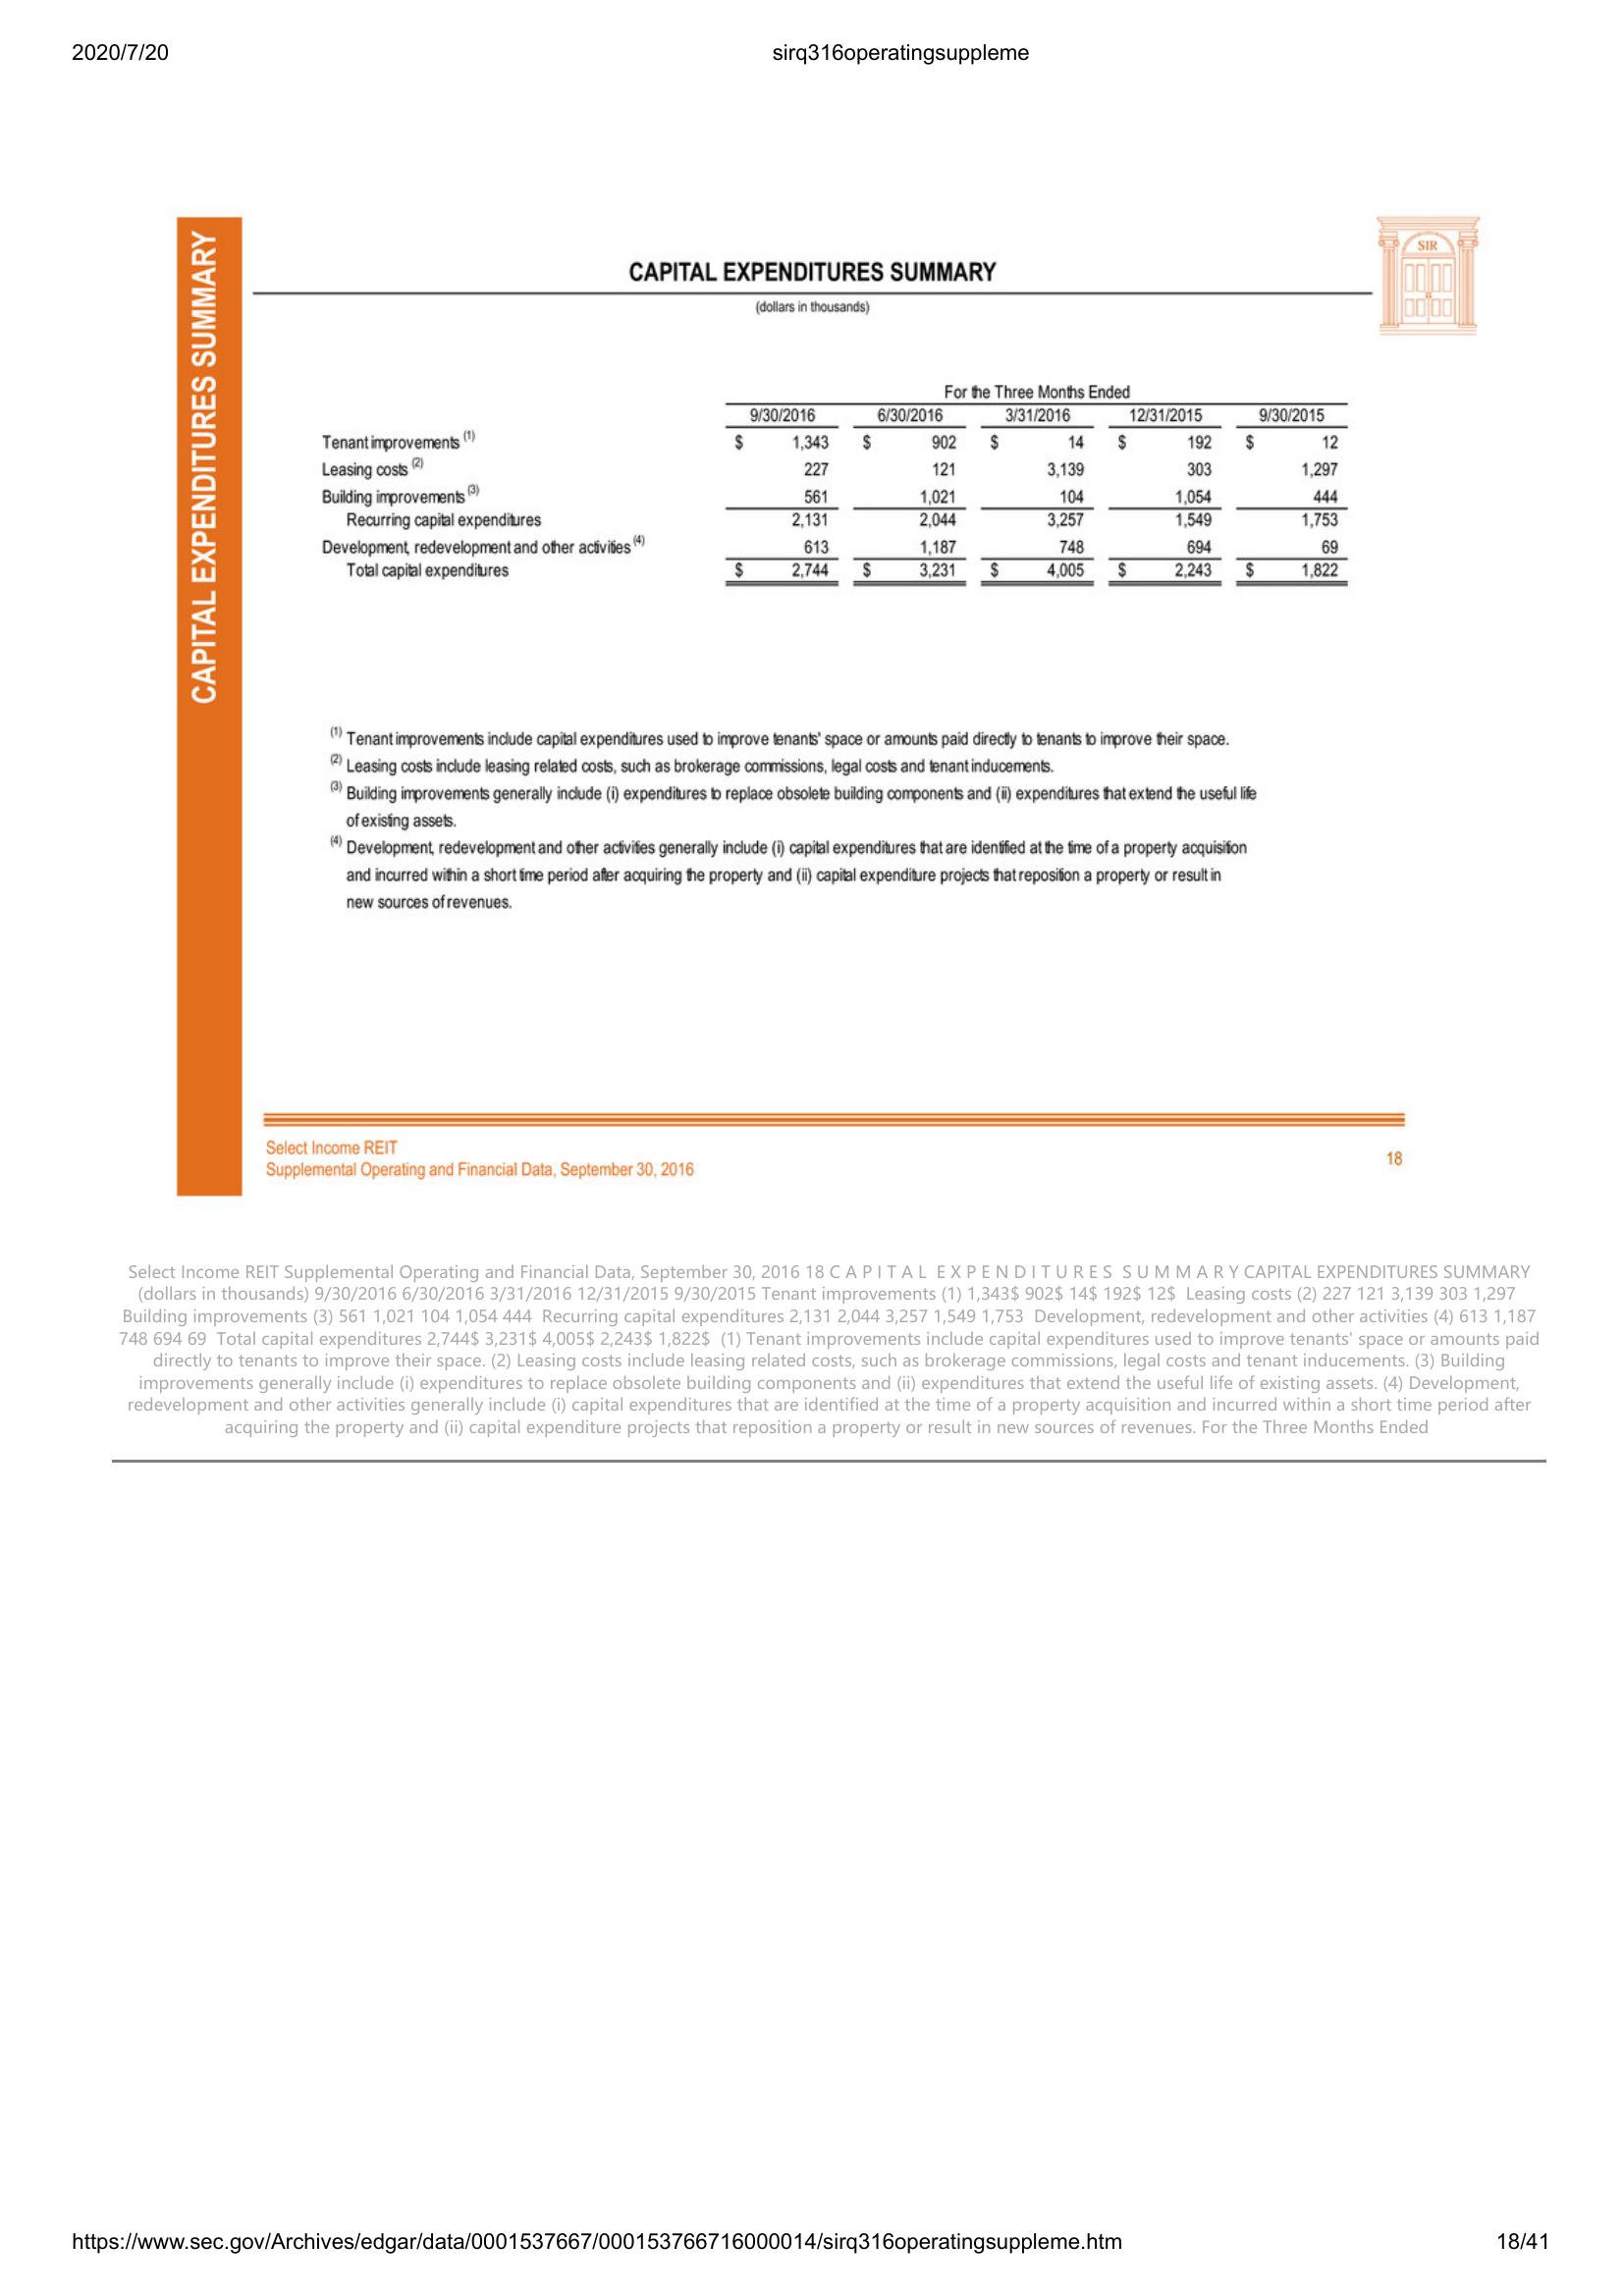 2020/7/20 sirq316operatingsuppleme
CAPITAL EXPENDITURES SUMMARY
SIR
CAPITAL EXPENDITURES SUMMARY
(dollars in thousands)
For the Three Months Ended
9/30/2016 6/30/2016 3/31/2016 12/31/2015 9/30/2015
Tenant improvements (1) $ 1,343 $ 902 $ 14 $ 192 $ 12
Leasing costs (2) 227 121 3,139 303 1,297
Building improvements (3) 561 1,021 104 1,054 444
Recurring capital expenditures 2,131 2,044 3,257 1,549 1,753
Development, redevelopment and other activities (4) 613 1,187 748 694 69
Total capital expenditures $ 2,744 $ 3,231 $ 4,005 $ 2,243 $ 1,822
(1) Tenant improvements include capital expenditures used to improve tenants' space or amounts paid directly to tenants to improve their space.
(2) Leasing costs include leasing related costs, such as brokerage commissions, legal costs and tenant inducements.
(3) Building improvements generally include (i) expenditures to replace obsolete building components and (ii) expenditures that extend the useful life
of existing assets.
(4) Development, redevelopment and other activities generally include (i) capital expenditures that are identified at the time of a property acquisition
and incurred within a short time period after acquiring the property and (ii) capital expenditure projects that reposition a property or result in
new sources of revenues.
Select Income REIT
Supplemental Operating and Financial Data, September 30, 2016
18
Select Income REIT Supplemental Operating and Financial Data, September 30, 2016 18 C A P I T A L E X P E N D I T U R E S S U M M A R Y CAPITAL EXPENDITURES SUMMARY
(dollars in thousands) 9/30/2016 6/30/2016 3/31/2016 12/31/2015 9/30/2015 Tenant improvements (1) 1,343$ 902$ 14$ 192$ 12$ Leasing costs (2) 227 121 3,139 303 1,297
Building improvements (3) 561 1,021 104 1,054 444 Recurring capital expenditures 2,131 2,044 3,257 1,549 1,753 Development, redevelopment and other activities (4) 613 1,187
748 694 69 Total capital expenditures 2,744$ 3,231$ 4,005$ 2,243$ 1,822$ (1) Tenant improvements include capital expenditures used to improve tenants' space or amounts paid
directly to tenants to improve their space. (2) Leasing costs include leasing related costs, such as brokerage commissions, legal costs and tenant inducements. (3) Building
improvements generally include (i) expenditures to replace obsolete building components and (ii) expenditures that extend the useful life of existing assets. (4) Development,
redevelopment and other activities generally include (i) capital expenditures that are identified at the time of a property acquisition and incurred within a short time period after
acquiring the property and (ii) capital expenditure projects that reposition a property or result in new sources of revenues. For the Three Months Ended
https://www.sec.gov/Archives/edgar/data/0001537667/000153766716000014/sirq316operatingsuppleme.htm 18/41